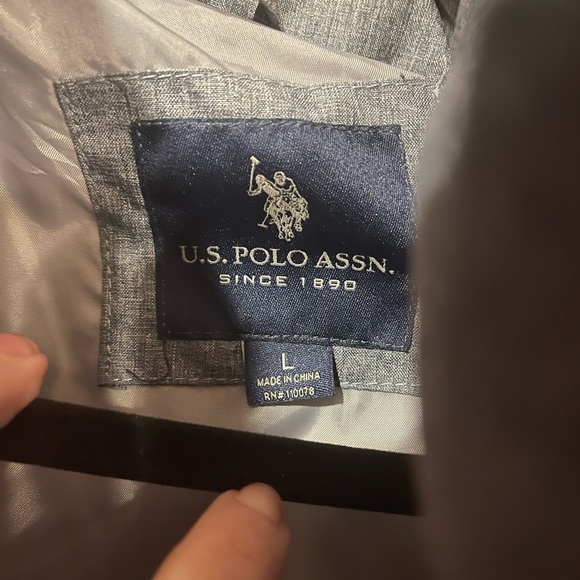 U.S. POLO ASSN.
SINCE 1890
L
MADE IN CHINA
RN# 110078